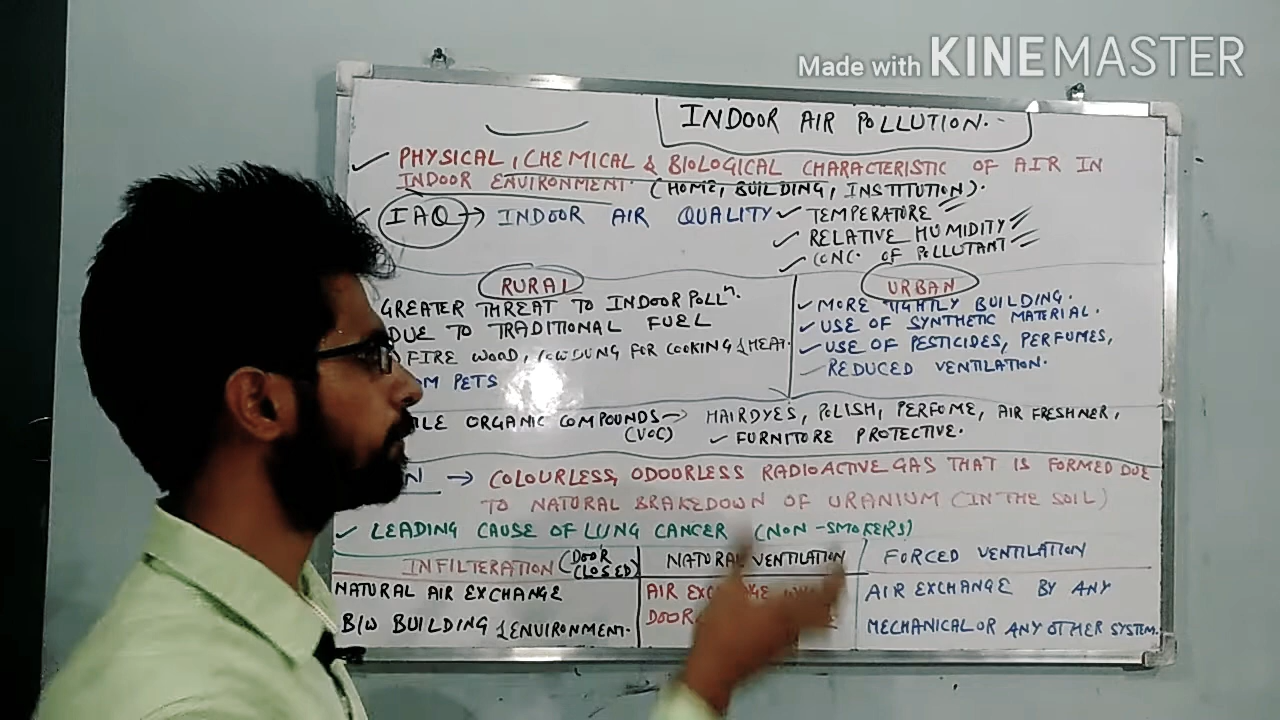 Made with KINEMASTER
INDOOR AIR POLLUTION.
PHYSICAL, CHEMICAL & BIOLOGICAL CHARACTERISTIC OF AIR IN
INDOOR ENVIRONMENT. (HOME, BUILDING, INSTITUTION).
IAQ → INDOOR AIR QUALITY ✓ TEMPERATURE
✓ RELATIVE HUMIDITY
✓ CONC. OF POLLUTANT
RURAL
GREATER THREAT TO INDOOR POLLⁿ.
DUE TO TRADITIONAL FUEL
FIRE WOOD, COWDUNG FOR COOKING & HEAT.
PETS
URBAN
✓ MORE TIGHTLY BUILDING.
✓ USE OF SYNTHETIC MATERIAL.
✓ USE OF PESTICIDES, PERFUMES,
REDUCED VENTILATION.
ORGANIC COMPOUNDS → HAIRDYES, POLISH, PERFUME, AIR FRESHNER,
(VOC) ✓ FURNITORE PROTECTIVE.
→ COLOURLESS, ODOORLESS RADIOACTIVE GAS THAT IS FORMED DUE
TO NATURAL BRAKEDOWN OF URANIUM (IN THE SOIL)
✓ LEADING CAUSE OF LUNG CANCER (NON-SMOKERS)
INFILTERATION (DOOR CLOSED)
NATURAL AIR EXCHANGE
B/W BUILDING & ENVIRONMENT.
NATURAL VENTILATION
AIR
DOOR
FORCED VENTILATION
AIR EXCHANGE BY ANY
MECHANICAL OR ANY OTHER SYSTEM.